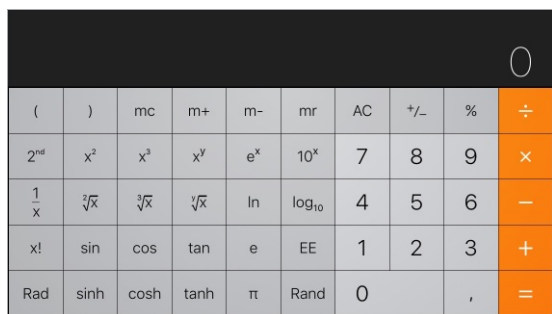 0
( ) mc m+ m- mr AC +/- % ÷
2ⁿᵈ x² x³ xʸ eˣ 10ˣ 7 8 9 ×
1/x ²√x ³√x ʸ√x ln log₁₀ 4 5 6 −
x! sin cos tan e EE 1 2 3 +
Rad sinh cosh tanh π Rand 0 , =